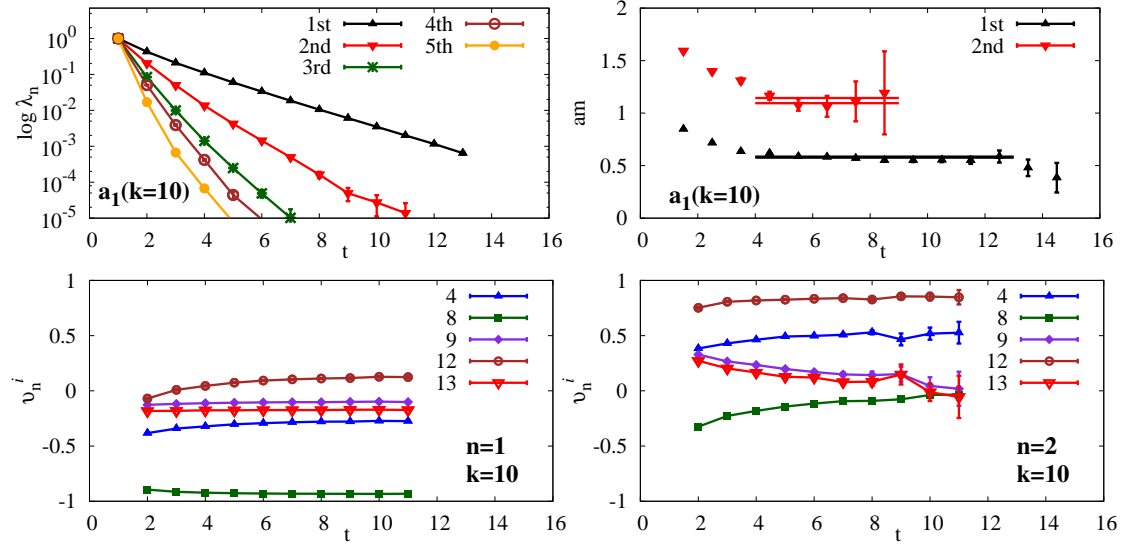 1st
2nd
3rd
4th
5th
log λₙ
10⁰
10⁻¹
10⁻²
10⁻³
10⁻⁴
10⁻⁵
a₁(k=10)
0 2 4 6 8 10 12 14 16
t
1st
2nd
am
2
1.5
1
0.5
0
a₁(k=10)
0 2 4 6 8 10 12 14 16
t
4
8
9
12
13
υₙⁱ
1
0.5
0
-0.5
-1
n=1
k=10
0 2 4 6 8 10 12 14 16
t
4
8
9
12
13
υₙⁱ
1
0.5
0
-0.5
-1
n=2
k=10
0 2 4 6 8 10 12 14 16
t